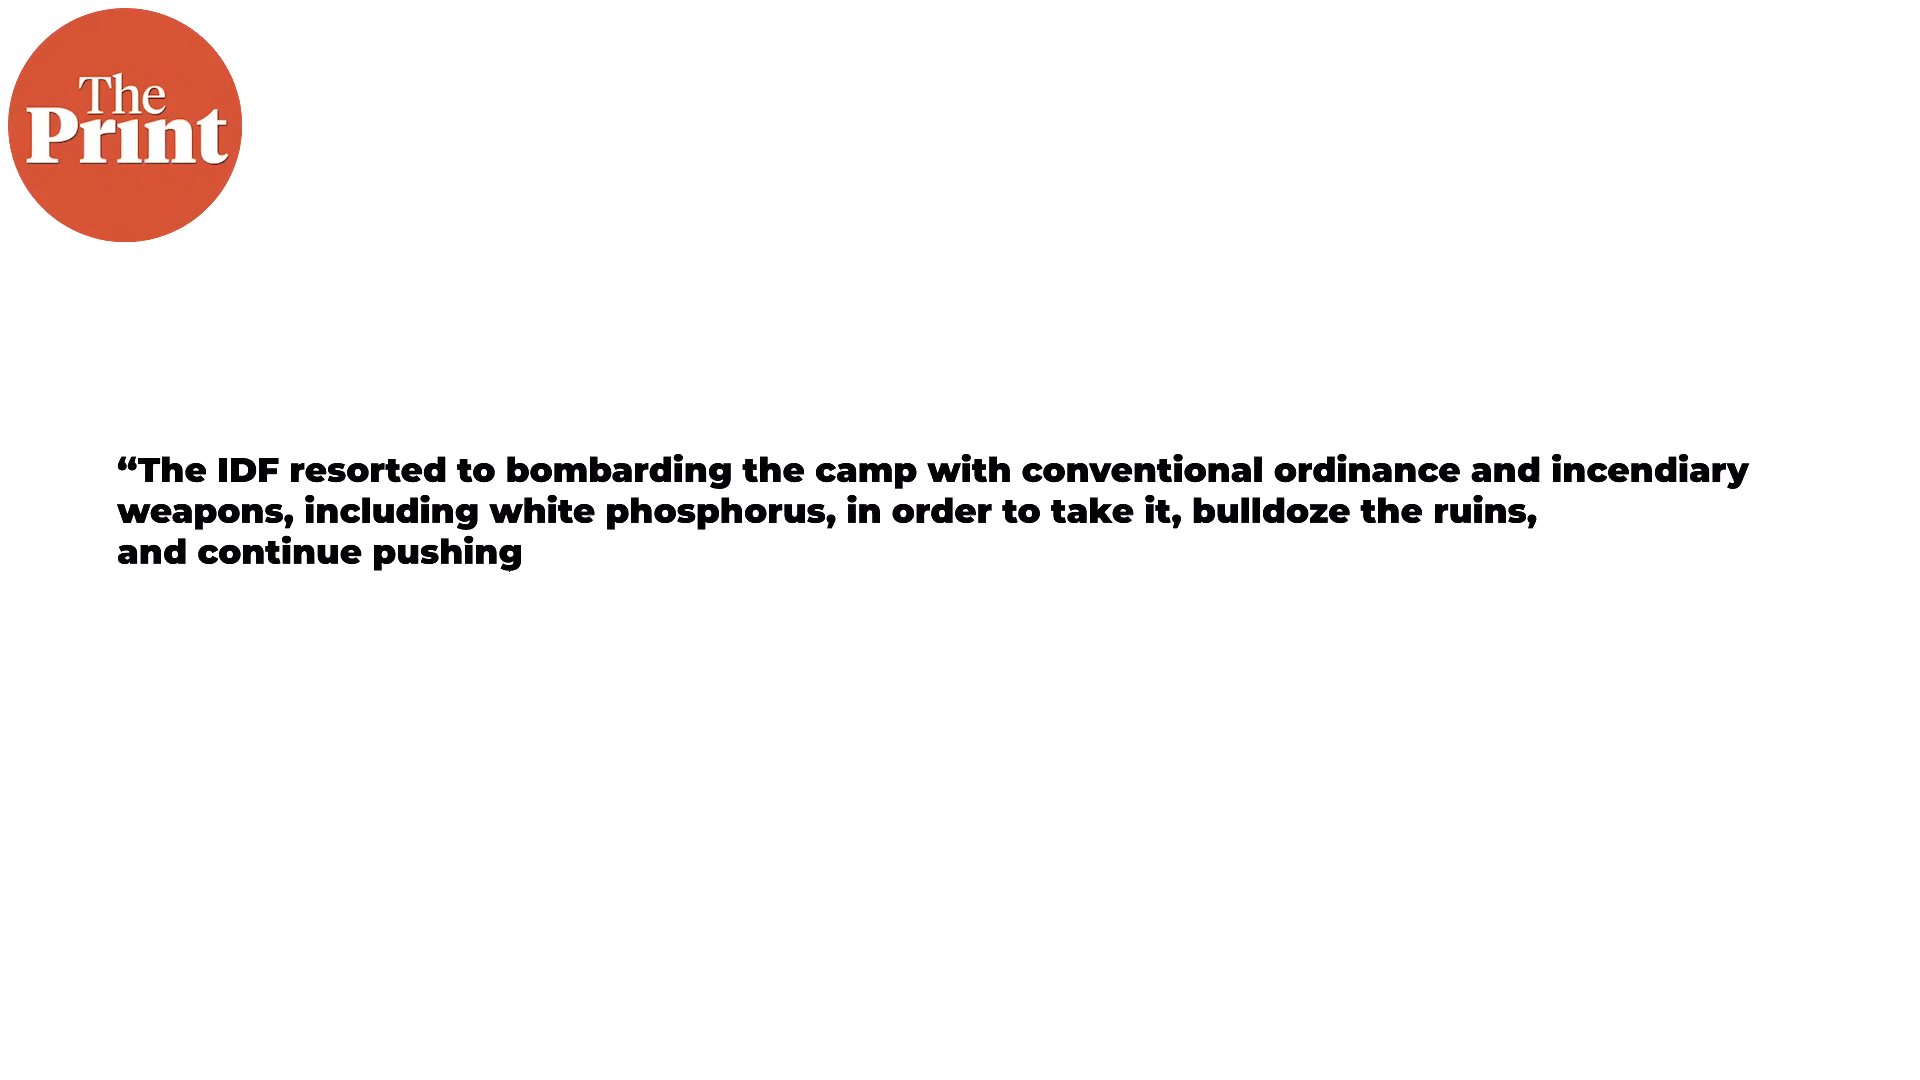 The
Print
“The IDF resorted to bombarding the camp with conventional ordinance and incendiary
weapons, including white phosphorus, in order to take it, bulldoze the ruins,
and continue pushing